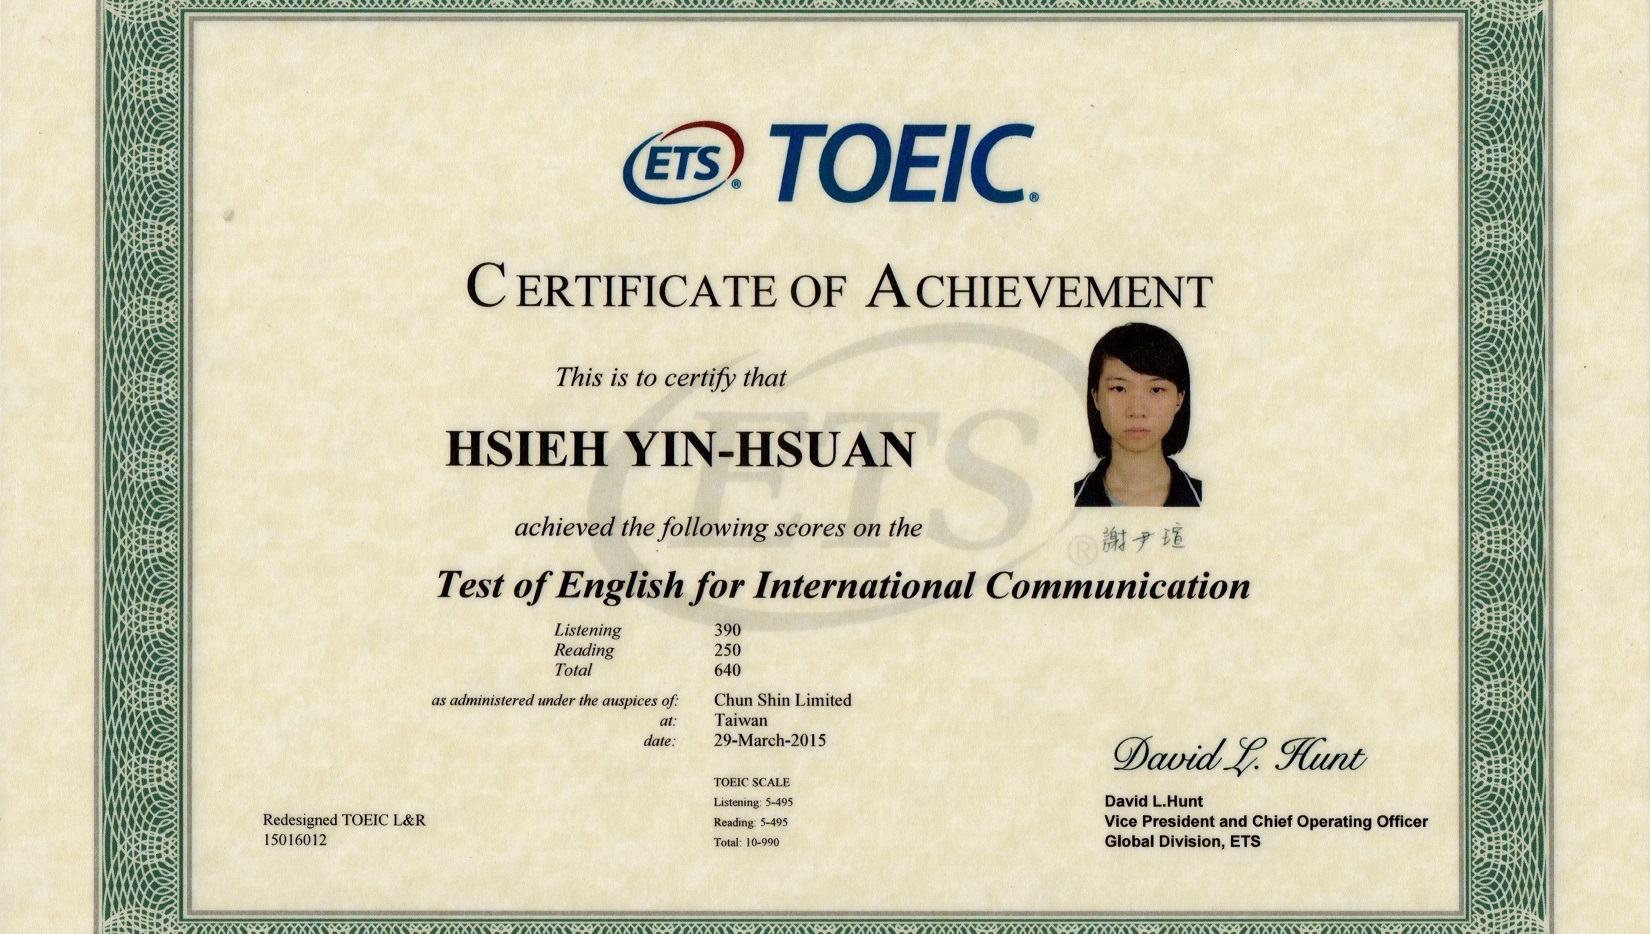 ETS® TOEIC®
CERTIFICATE OF ACHIEVEMENT
This is to certify that
HSIEH YIN-HSUAN
achieved the following scores on the
ETS®
謝尹瑄
Test of English for International Communication
Listening 390
Reading 250
Total 640
as administered under the auspices of: Chun Shin Limited
at: Taiwan
date: 29-March-2015
TOEIC SCALE
Listening: 5-495
Reading: 5-495
Total: 10-990
Redesigned TOEIC L&R
15016012
David L. Hunt
David L.Hunt
Vice President and Chief Operating Officer
Global Division, ETS